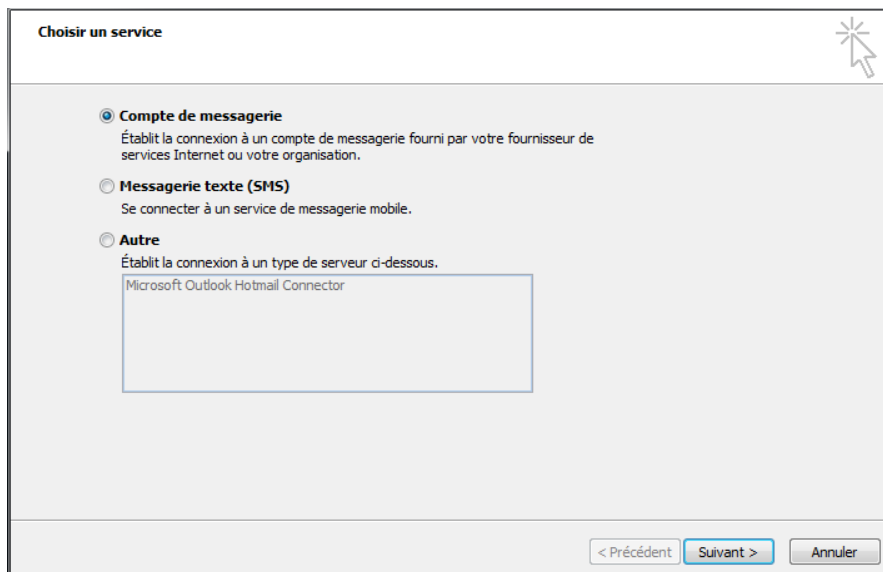 Choisir un service
Compte de messagerie
Établit la connexion à un compte de messagerie fourni par votre fournisseur de
services Internet ou votre organisation.
Messagerie texte (SMS)
Se connecter à un service de messagerie mobile.
Autre
Établit la connexion à un type de serveur ci-dessous.
Microsoft Outlook Hotmail Connector
< Précédent Suivant > Annuler